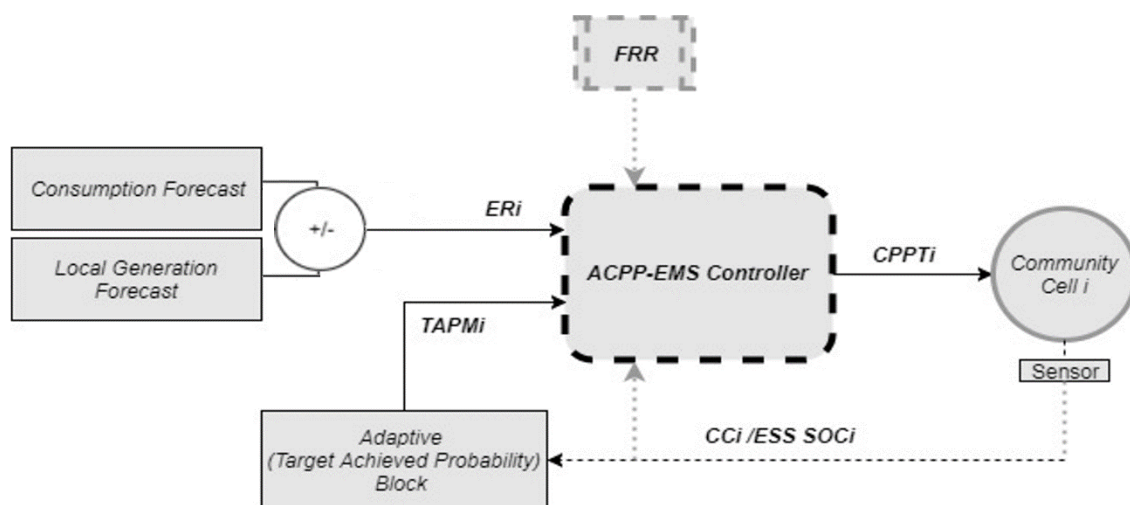 FRR
Consumption Forecast
Local Generation
Forecast
+/-
ERi
TAPMi
ACPP-EMS Controller
CPPTi
Community
Cell i
Sensor
CCi /ESS SOCi
Adaptive
(Target Achieved Probability)
Block